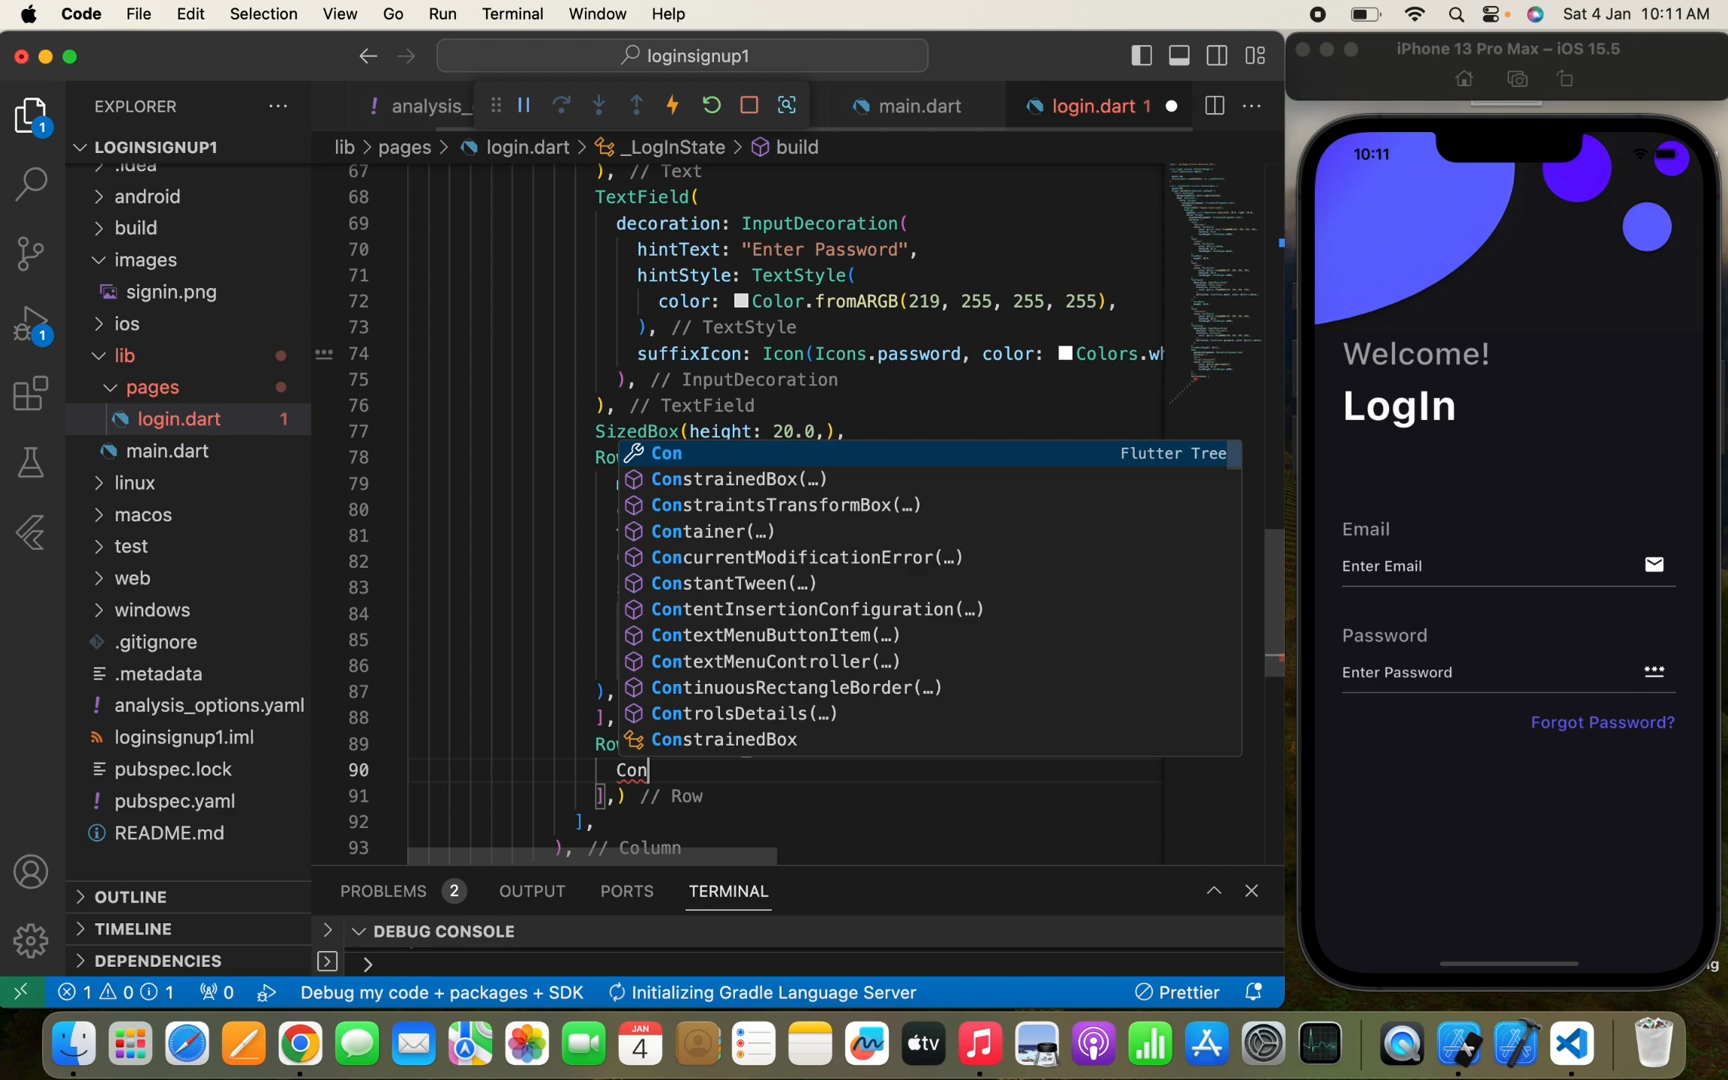 Code File Edit Selection View Go Run Terminal Window Help Sat 4 Jan 10:11 AM
loginsignup1
iPhone 13 Pro Max – iOS 15.5
EXPLORER
analysis_
main.dart
login.dart 1
LOGINSIGNUP1
lib > pages > login.dart > _LogInState > build
.idea
android
build
images
signin.png
ios
lib
pages
login.dart 1
main.dart
linux
macos
test
web
windows
.gitignore
.metadata
analysis_options.yaml
loginsignup1.iml
pubspec.lock
pubspec.yaml
README.md
OUTLINE
TIMELINE
DEPENDENCIES
67 ), // Text
68 TextField(
69 decoration: InputDecoration(
70 hintText: "Enter Password",
71 hintStyle: TextStyle(
72 color: Color.fromARGB(219, 255, 255, 255),
73 ), // TextStyle
74 suffixIcon: Icon(Icons.password, color: Colors.wh
75 ), // InputDecoration
76 ), // TextField
77 SizedBox(height: 20.0,),
78 Row
79
80
81
82
83
84
85
86
87 ),
88 ],
89 Row
90 Con
91 ],) // Row
92 ],
93 ), // Column
Con Flutter Tree
ConstrainedBox(…)
ConstraintsTransformBox(…)
Container(…)
ConcurrentModificationError(…)
ConstantTween(…)
ContentInsertionConfiguration(…)
ContextMenuButtonItem(…)
ContextMenuController(…)
ContinuousRectangleBorder(…)
ControlsDetails(…)
ConstrainedBox
PROBLEMS 2 OUTPUT PORTS TERMINAL
DEBUG CONSOLE
1 0 1 0 Debug my code + packages + SDK Initializing Gradle Language Server Prettier
10:11
Welcome!
LogIn
Email
Enter Email
Password
Enter Password
Forgot Password?
JAN
4
tv